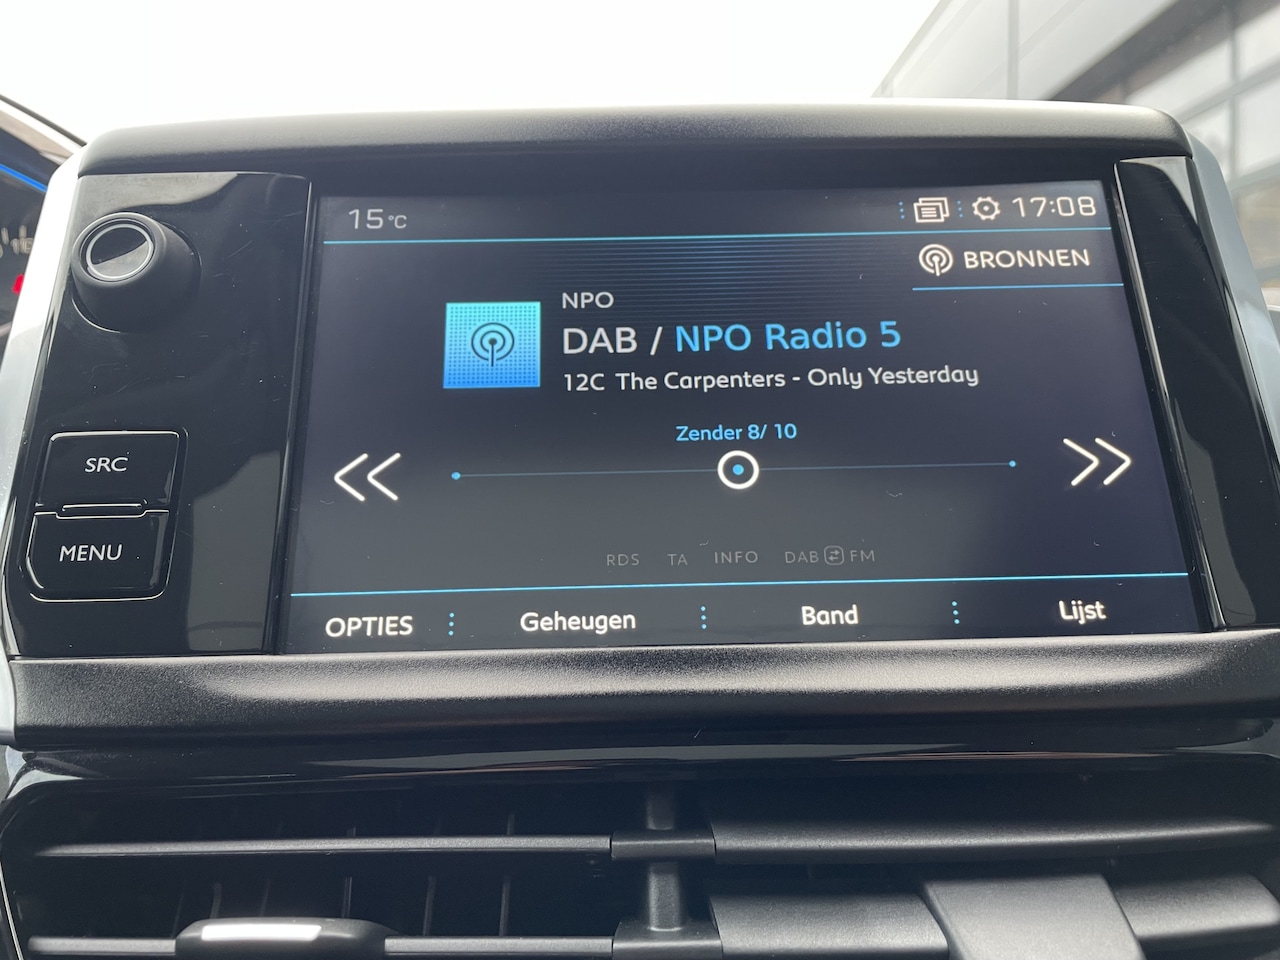 15 °C
17:08
BRONNEN
NPO
DAB / NPO Radio 5
12C The Carpenters - Only Yesterday
Zender 8/ 10
SRC
MENU
RDS TA INFO DAB FM
OPTIES Geheugen Band Lijst